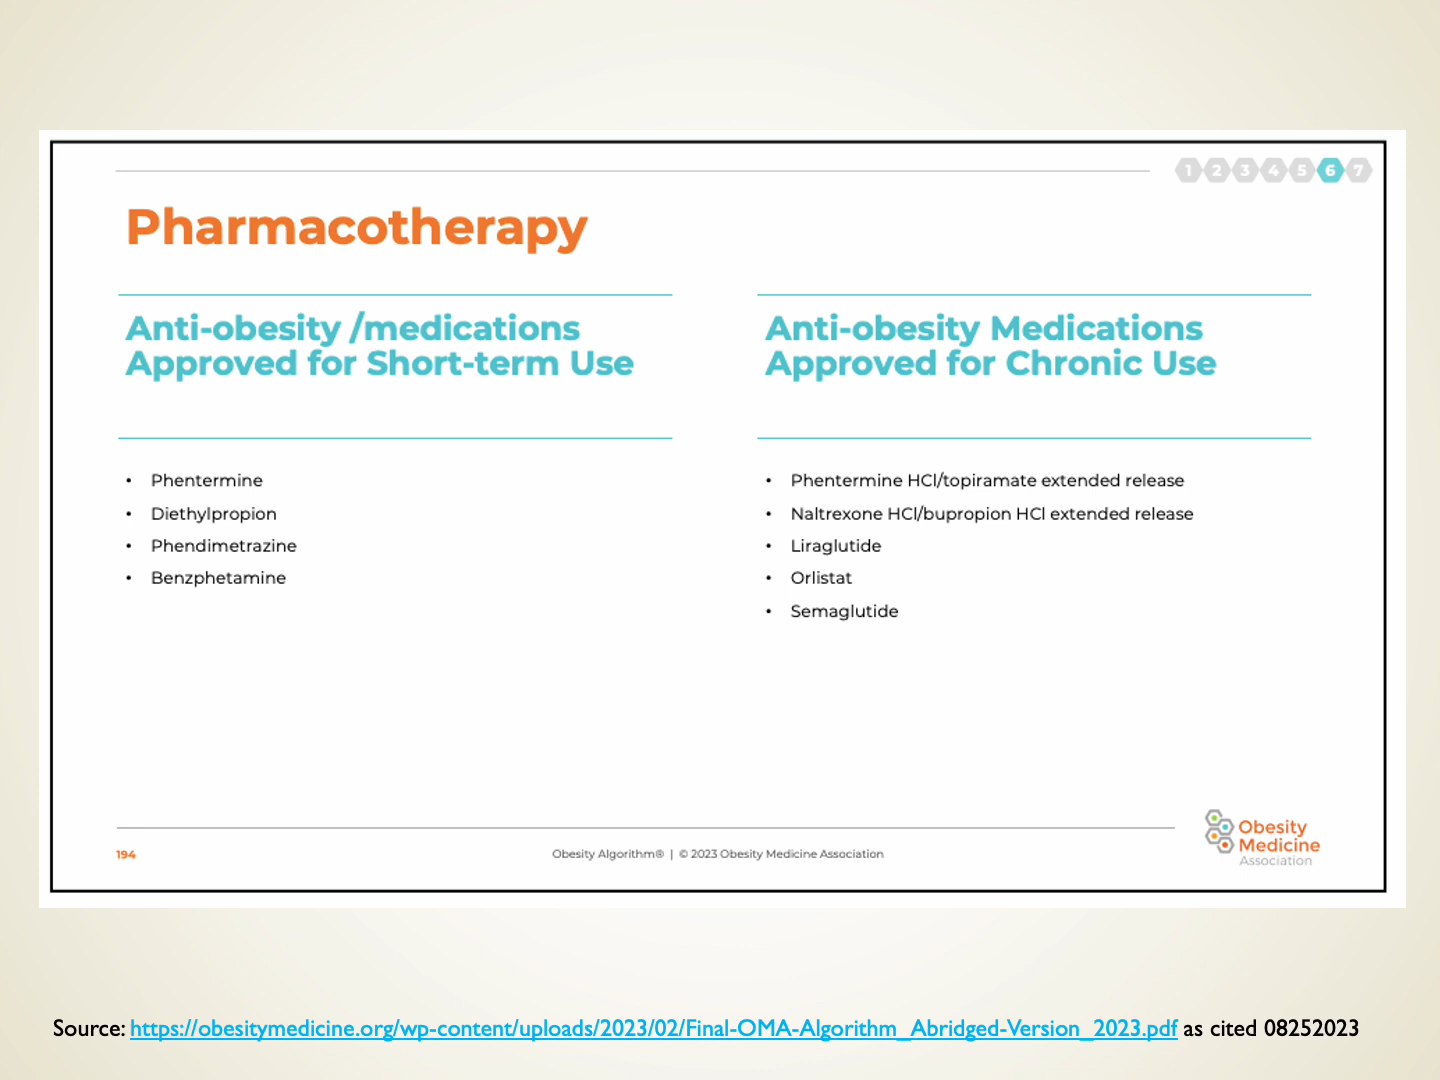 1 2 3 4 5 6 7
Pharmacotherapy
Anti-obesity /medications
Approved for Short-term Use
• Phentermine
• Diethylpropion
• Phendimetrazine
• Benzphetamine
Anti-obesity Medications
Approved for Chronic Use
• Phentermine HCl/topiramate extended release
• Naltrexone HCl/bupropion HCl extended release
• Liraglutide
• Orlistat
• Semaglutide
194
Obesity Algorithm® | © 2023 Obesity Medicine Association
Obesity
Medicine
Association
Source: https://obesitymedicine.org/wp-content/uploads/2023/02/Final-OMA-Algorithm_Abridged-Version_2023.pdf as cited 08252023